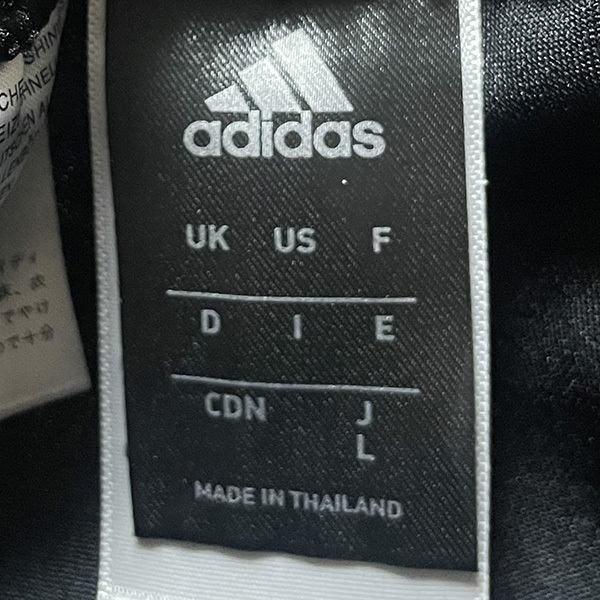 adidas
UK US F
D I E
CDN J
L
MADE IN THAILAND